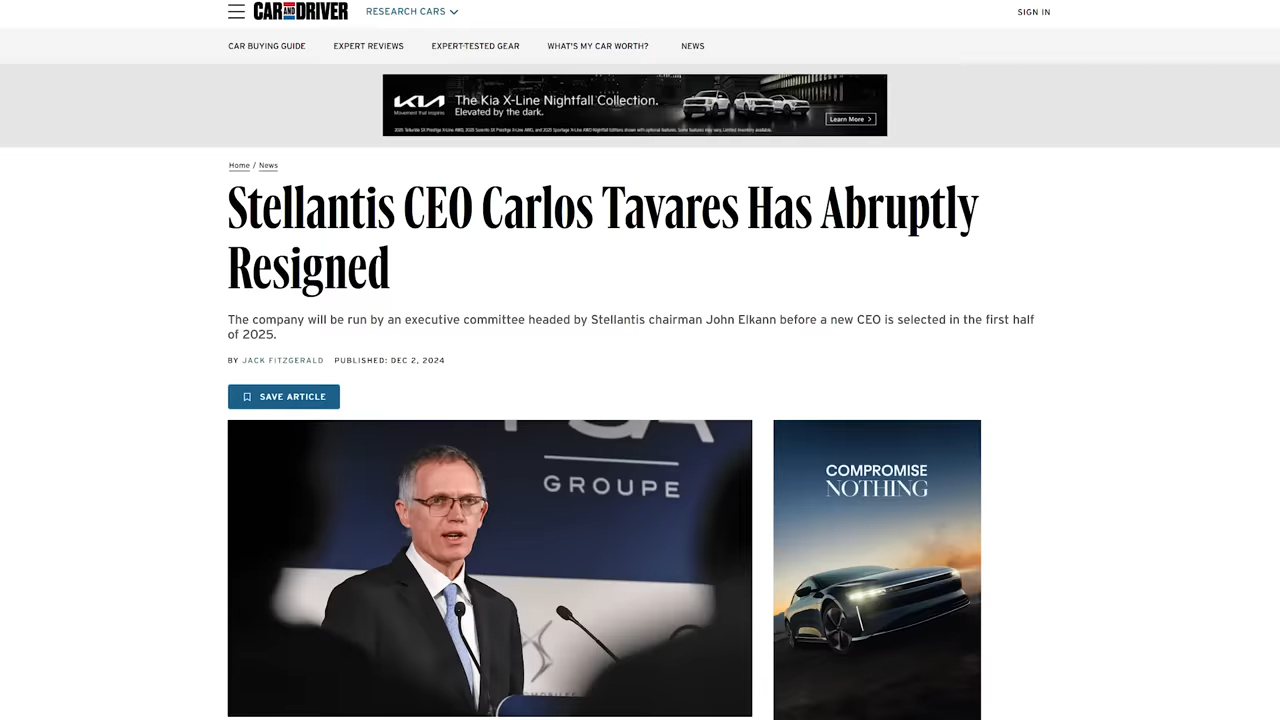 CAR AND DRIVER
RESEARCH CARS
SIGN IN
CAR BUYING GUIDE
EXPERT REVIEWS
EXPERT-TESTED GEAR
WHAT'S MY CAR WORTH?
NEWS
KIA
Movement that inspires
The Kia X-Line Nightfall Collection.
Elevated by the dark.
Learn More >
Home / News
Stellantis CEO Carlos Tavares Has Abruptly
Resigned
The company will be run by an executive committee headed by Stellantis chairman John Elkann before a new CEO is selected in the first half
of 2025.
BY JACK FITZGERALD PUBLISHED: DEC 2, 2024
SAVE ARTICLE
GROUPE
COMPROMISE
NOTHING